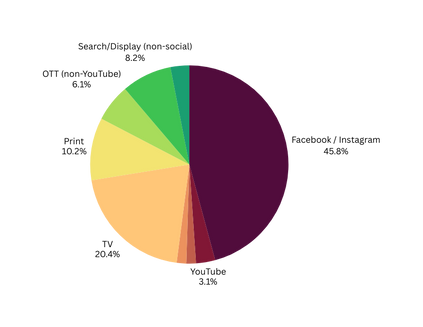 Search/Display (non-social)
8.2%
OTT (non-YouTube)
6.1%
Print
10.2%
Facebook / Instagram
45.8%
TV
20.4%
YouTube
3.1%